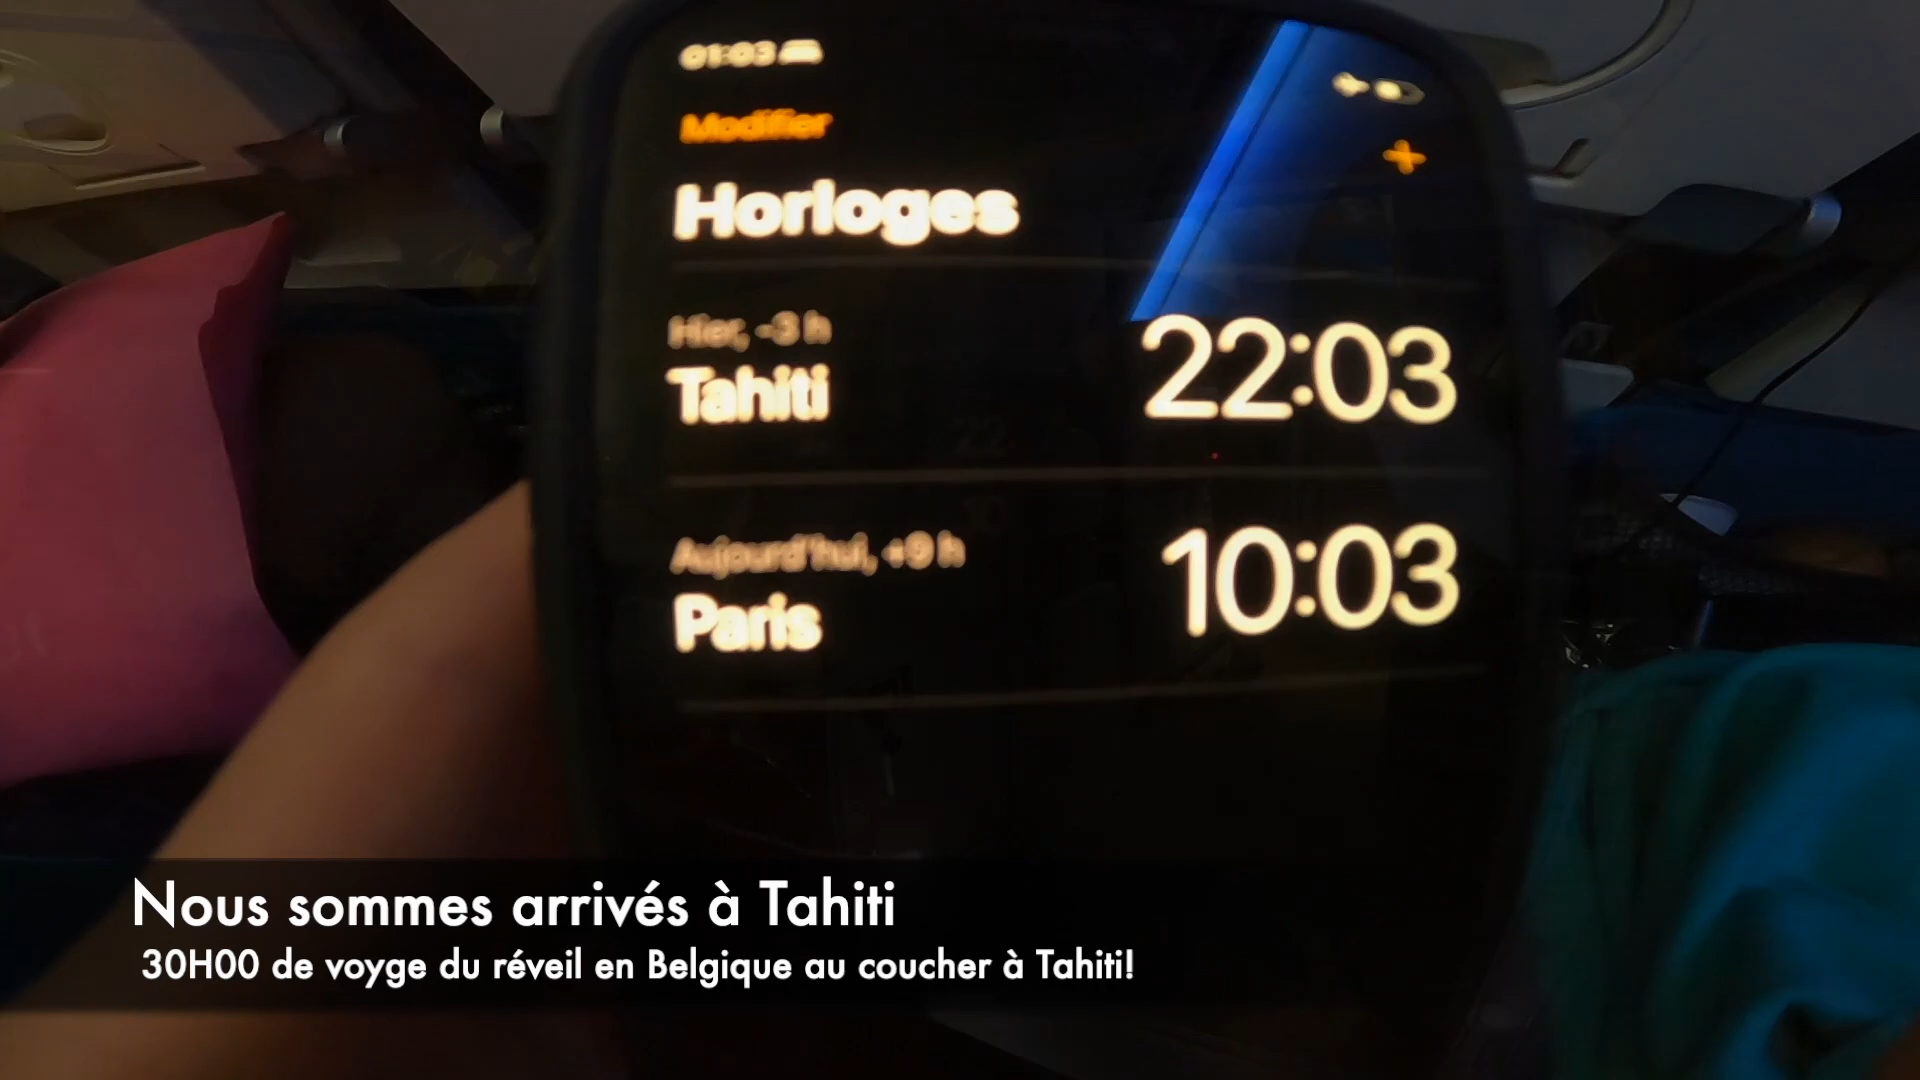 01:03
Modifier
+
Horloges
Hier, -3 h
Tahiti
22:03
Aujourd'hui, +9 h
Paris
10:03
Nous sommes arrivés à Tahiti
30H00 de voyge du réveil en Belgique au coucher à Tahiti!